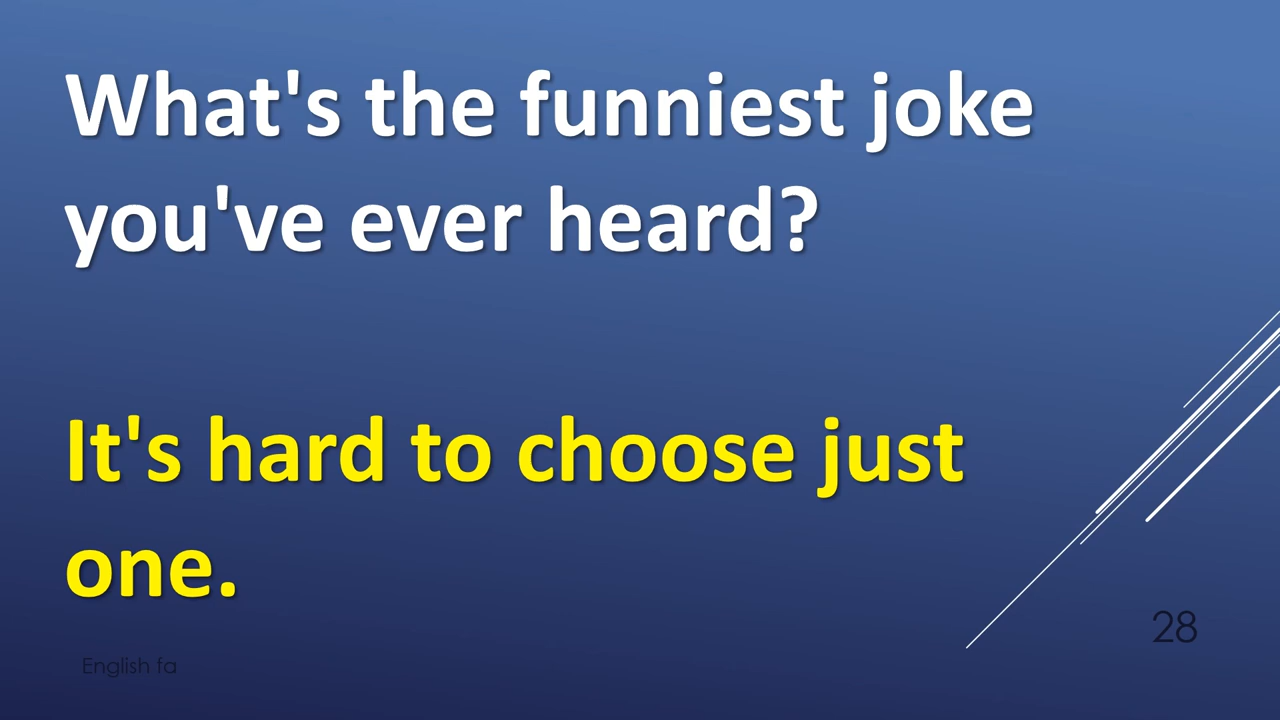 What's the funniest joke
you've ever heard?
It's hard to choose just
one.
28
English fa